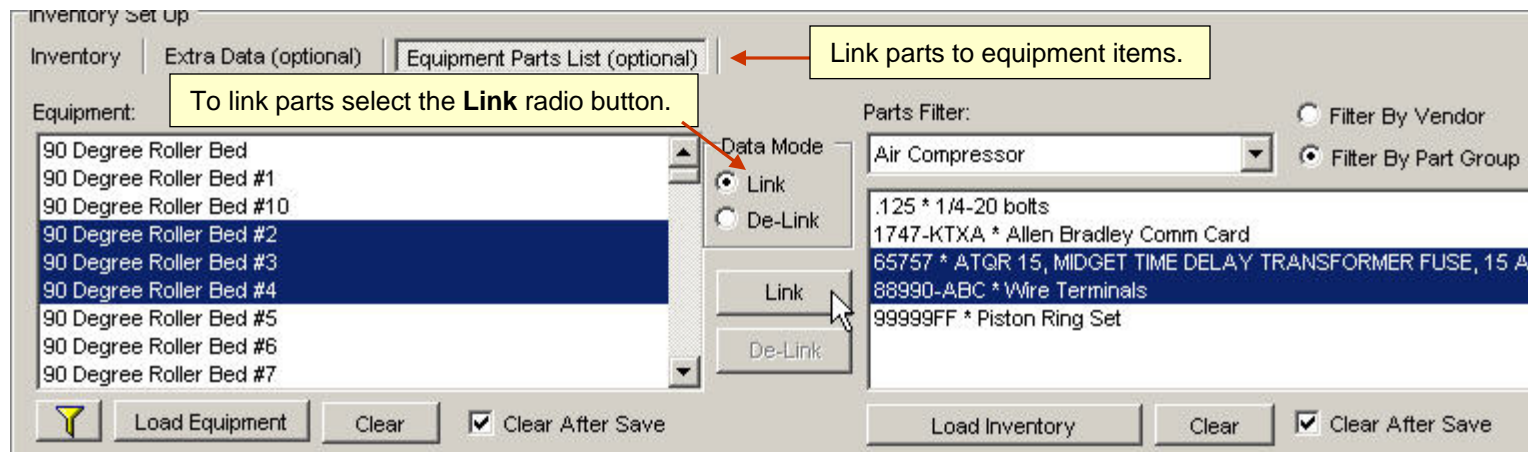 Inventory Set Up
Inventory
Extra Data (optional)
Equipment Parts List (optional)
Link parts to equipment items.
To link parts select the Link radio button.
Equipment:
90 Degree Roller Bed
90 Degree Roller Bed #1
90 Degree Roller Bed #10
90 Degree Roller Bed #2
90 Degree Roller Bed #3
90 Degree Roller Bed #4
90 Degree Roller Bed #5
90 Degree Roller Bed #6
90 Degree Roller Bed #7
Load Equipment
Clear
Clear After Save
Data Mode
Link
De-Link
Link
De-Link
Parts Filter:
Air Compressor
Filter By Vendor
Filter By Part Group
.125 * 1/4-20 bolts
1747-KTXA * Allen Bradley Comm Card
65757 * ATQR 15, MIDGET TIME DELAY TRANSFORMER FUSE, 15 A
88990-ABC * Wire Terminals
99999FF * Piston Ring Set
Load Inventory
Clear
Clear After Save